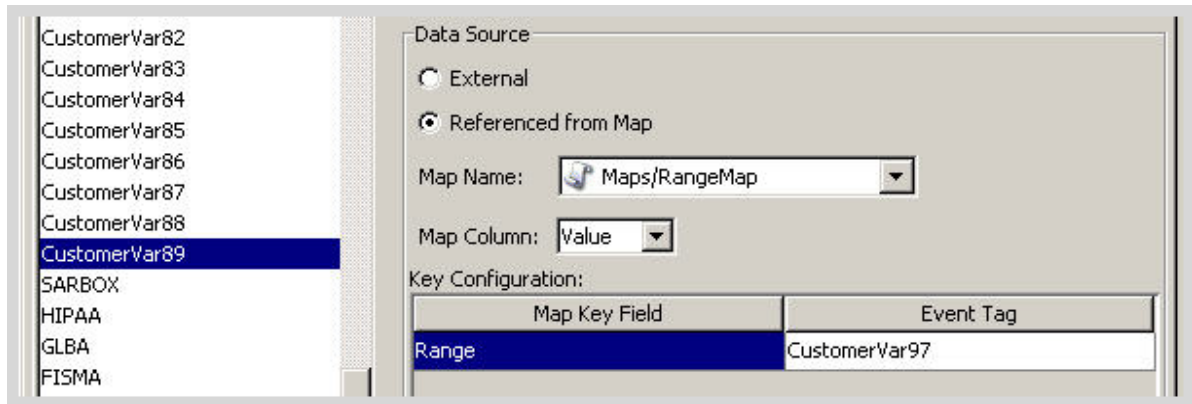 CustomerVar82
CustomerVar83
CustomerVar84
CustomerVar85
CustomerVar86
CustomerVar87
CustomerVar88
CustomerVar89
SARBOX
HIPAA
GLBA
FISMA
Data Source
External
Referenced from Map
Map Name: Maps/RangeMap
Map Column: Value
Key Configuration:
Map Key Field Event Tag
Range CustomerVar97